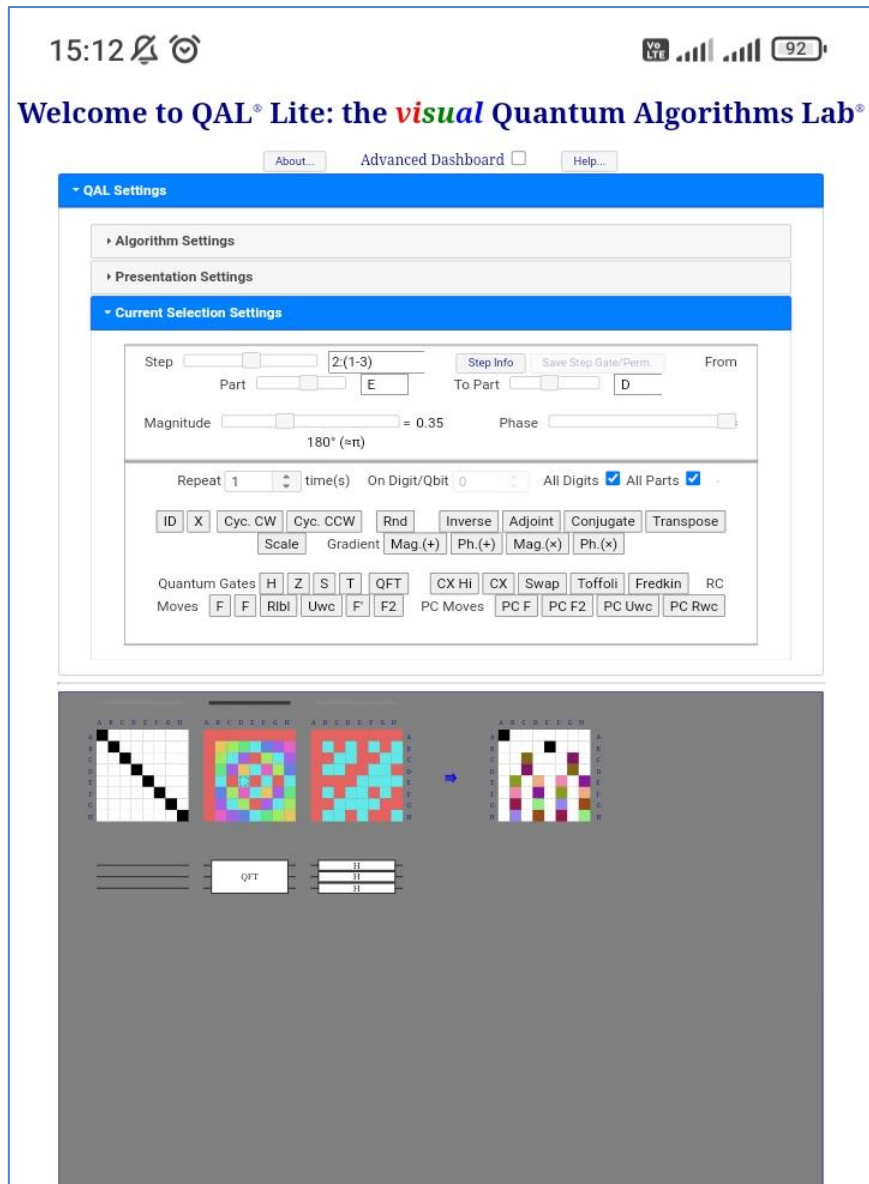 15:12 Vo LTE 92
Welcome to QAL® Lite: the visual Quantum Algorithms Lab®
About... Advanced Dashboard Help...
QAL Settings
Algorithm Settings
Presentation Settings
Current Selection Settings
Step 2:(1-3) Step Info Save Step Gate/Perm. From
Part E To Part D
Magnitude = 0.35 Phase
180° (≈π)
Repeat 1 time(s) On Digit/Qbit 0 All Digits All Parts
ID X Cyc. CW Cyc. CCW Rnd Inverse Adjoint Conjugate Transpose
Scale Gradient Mag.(+) Ph.(+) Mag.(×) Ph.(×)
Quantum Gates H Z S T QFT CX Hi CX Swap Toffoli Fredkin RC
Moves F F Rlbl Uwc F' F2 PC Moves PC F PC F2 PC Uwc PC Rwc
A B C D E F G H A B C D E F G H A B C D E F G H A B C D E F G H
A A A A
B B B B
C C C C
D D D D
E E E E
F F F F
G G G G
H H H H
H
QFT H
H